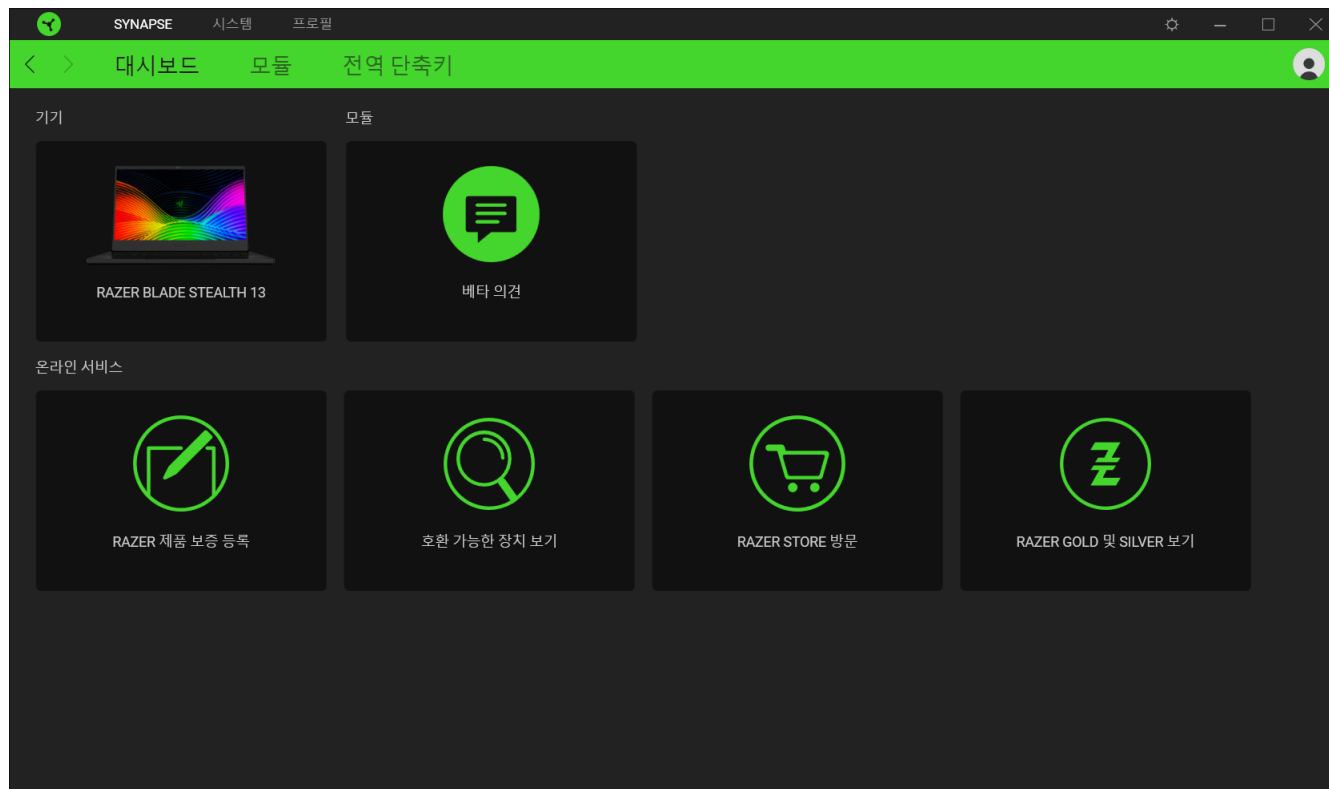 SYNAPSE 시스템 프로필
대시보드 모듈 전역 단축키
기기 모듈
RAZER BLADE STEALTH 13 베타 의견
온라인 서비스
RAZER 제품 보증 등록 호환 가능한 장치 보기 RAZER STORE 방문 RAZER GOLD 및 SILVER 보기